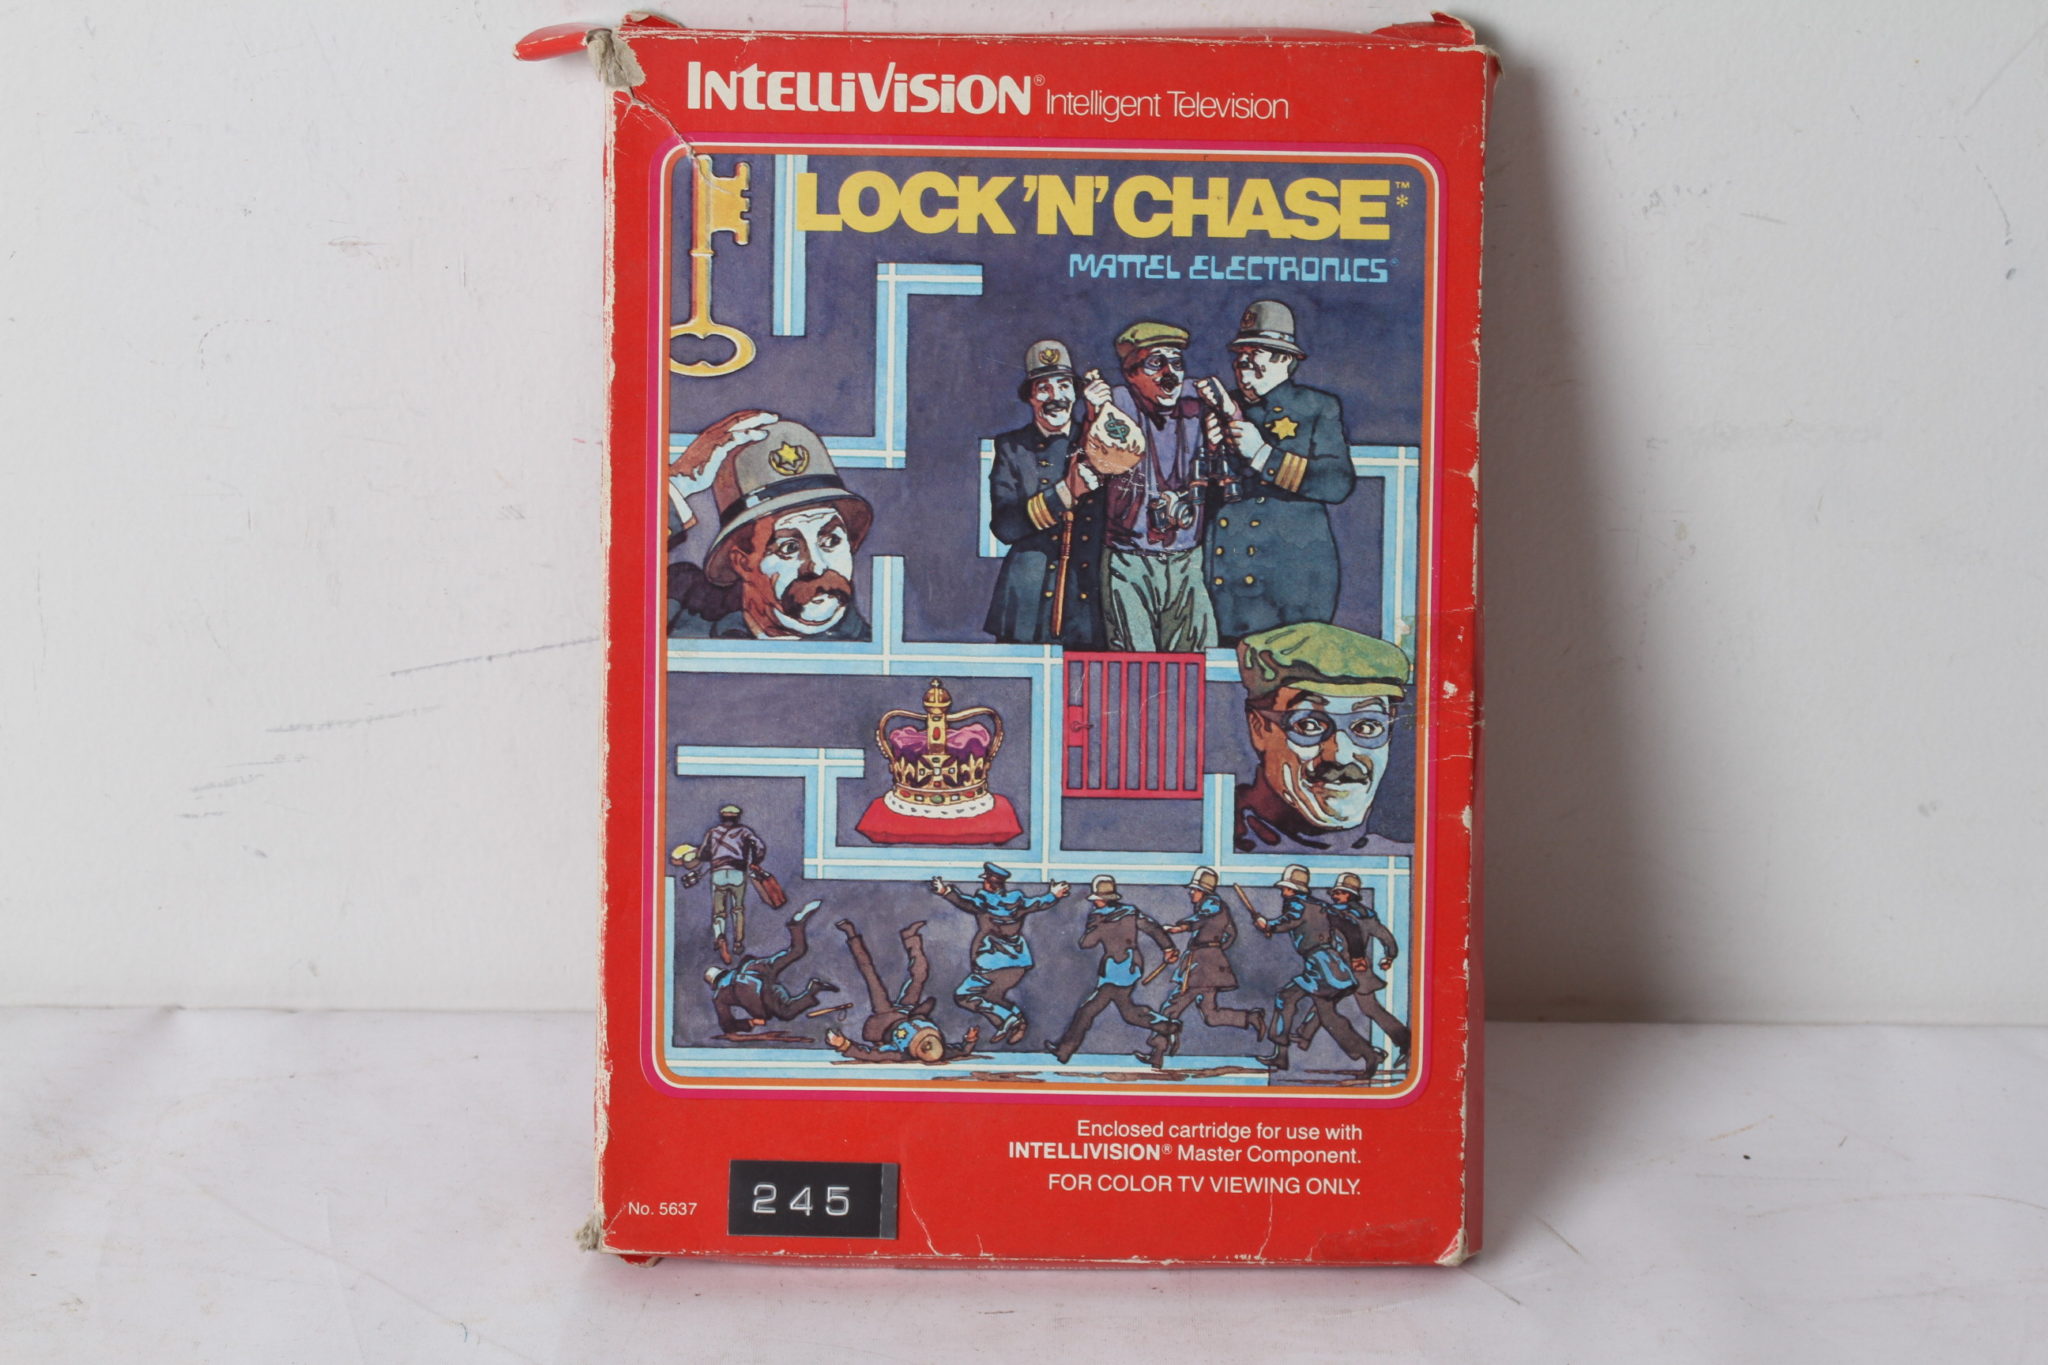 INTELLIVISION® Intelligent Television
LOCK 'N' CHASE™*
MATTEL ELECTRONICS®
$
Enclosed cartridge for use with
INTELLIVISION® Master Component.
FOR COLOR TV VIEWING ONLY.
No. 5637
245